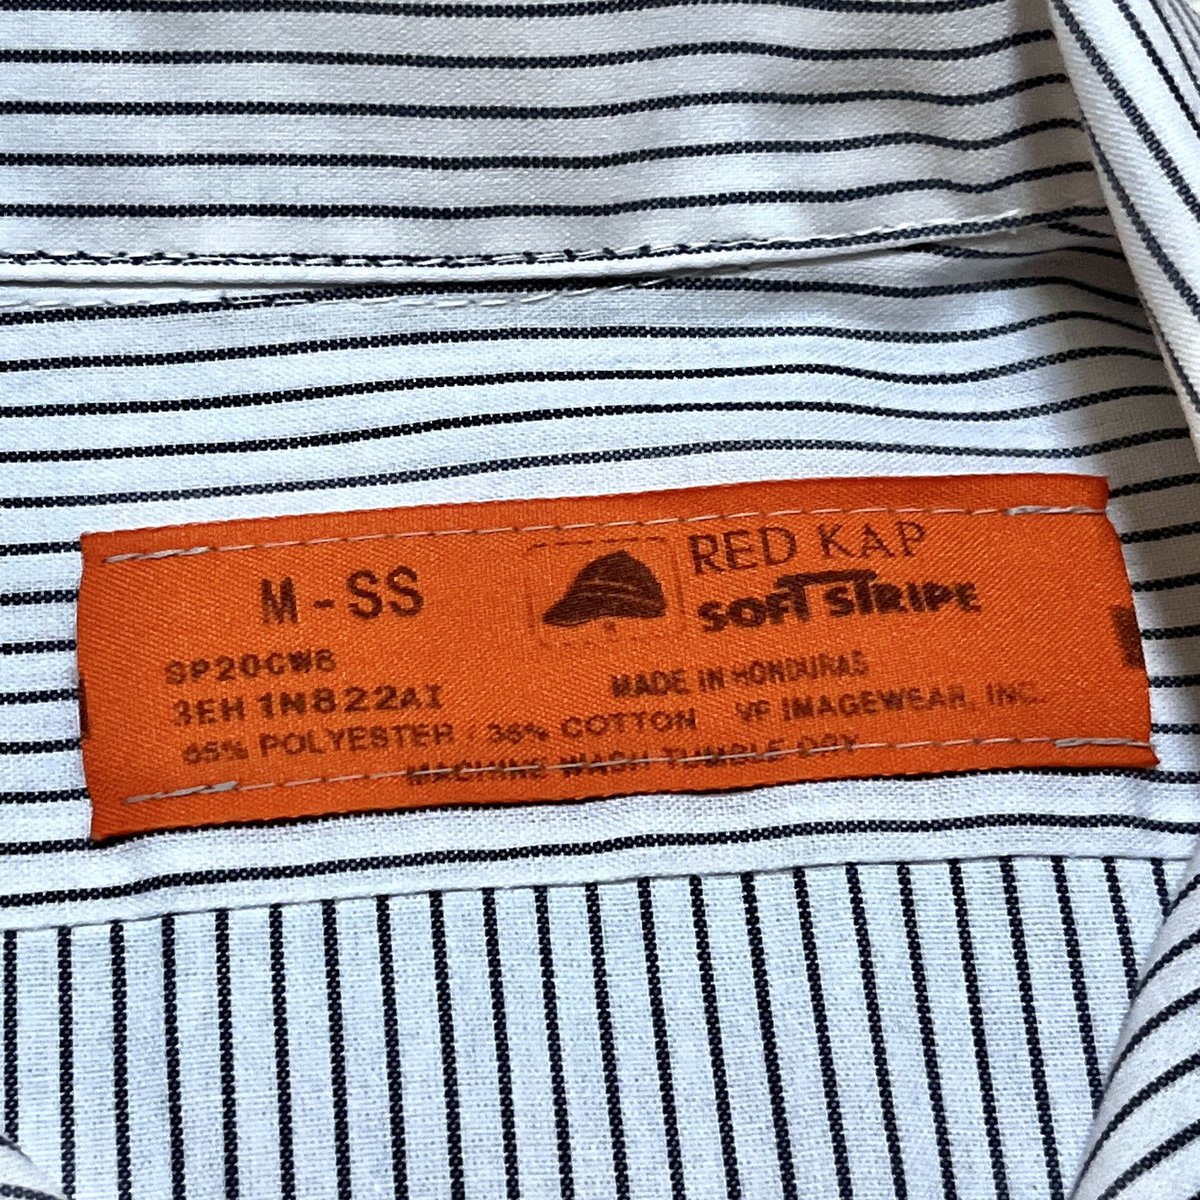 M - SS
RED KAP
SOFT STRIPE
SP20CW6
MADE IN HONDURAS
3EH 1N822AI
VF IMAGEWEAR, INC.
65% POLYESTER 35% COTTON
MACHINE WASH TUMBLE DRY